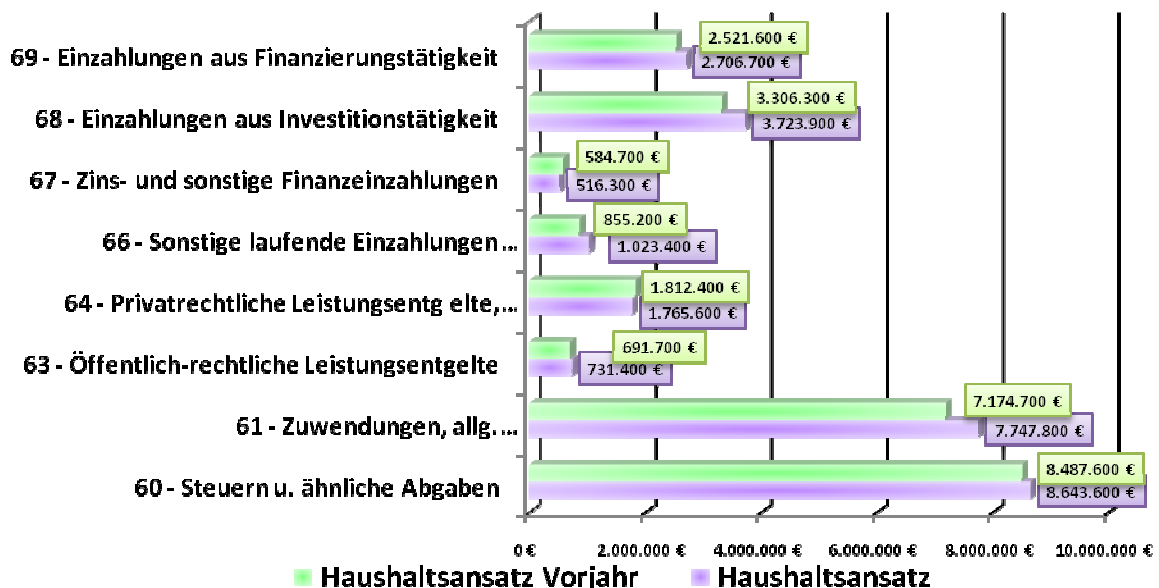 69 - Einzahlungen aus Finanzierungstätigkeit
2.521.600 €
2.706.700 €
68 - Einzahlungen aus Investitionstätigkeit
3.306.300 €
3.723.900 €
67 - Zins- und sonstige Finanzeinzahlungen
584.700 €
516.300 €
66 - Sonstige laufende Einzahlungen ...
855.200 €
1.023.400 €
64 - Privatrechtliche Leistungsentg elte, ...
1.812.400 €
1.765.600 €
63 - Öffentlich-rechtliche Leistungsentgelte
691.700 €
731.400 €
61 - Zuwendungen, allg. ...
7.174.700 €
7.747.800 €
60 - Steuern u. ähnliche Abgaben
8.487.600 €
8.643.600 €
0 € 2.000.000 € 4.000.000 € 6.000.000 € 8.000.000 € 10.000.000 €
Haushaltsansatz Vorjahr Haushaltsansatz